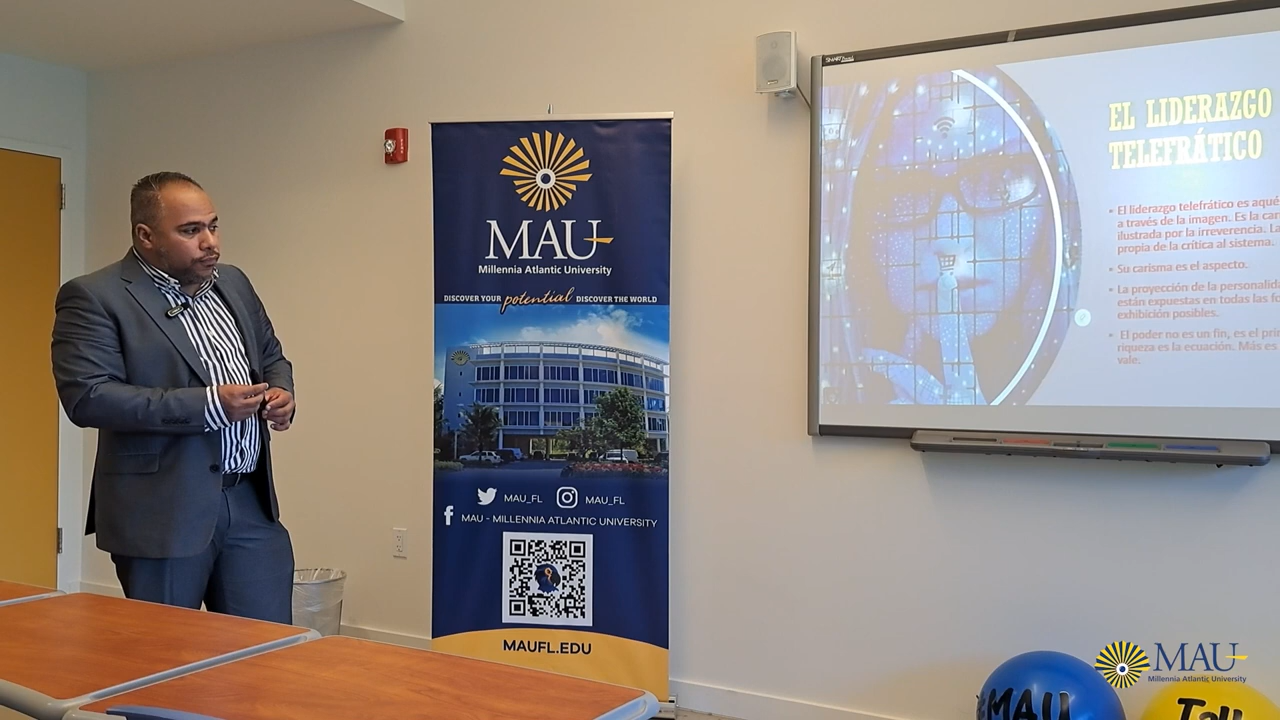 MAU
Millennia Atlantic University
DISCOVER YOUR potential DISCOVER THE WORLD
MAU_FL MAU_FL
MAU - MILLENNIA ATLANTIC UNIVERSITY
MAUFL.EDU
EL LIDERAZGO
TELEFRÁTICO
• El liderazgo telefrático es aqué
a través de la imagen. Es la car
ilustrada por la irreverencia. La
propia de la crítica al sistema.
• Su carisma es el aspecto.
• La proyección de la personalida
están expuestas en todas las fo
exhibición posibles.
• El poder no es un fin, es el pri
riqueza es la ecuación. Más es
vale.
MAU
Talk
MAU
Millennia Atlantic University